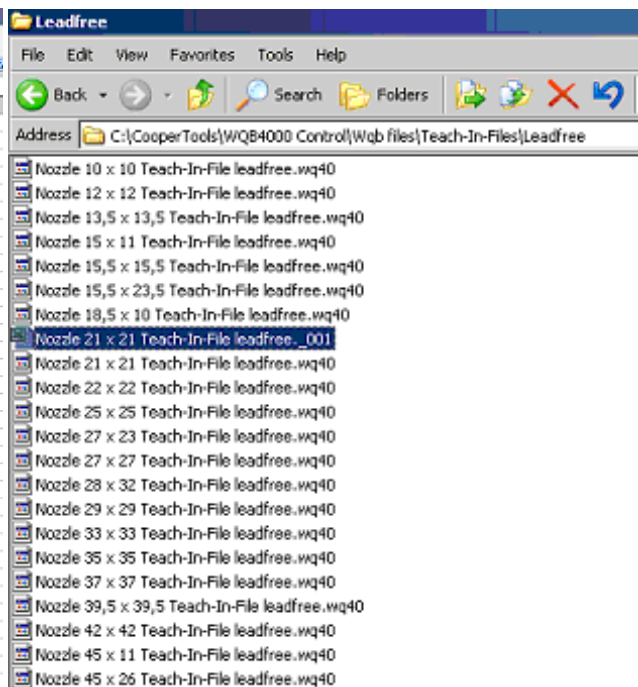 Leadfree
File Edit View Favorites Tools Help
Back Search Folders
Address C:\CooperTools\WQB4000 Control\Wqb files\Teach-In-Files\Leadfree
Nozzle 10 x 10 Teach-In-File leadfree.wq40
Nozzle 12 x 12 Teach-In-File leadfree.wq40
Nozzle 13,5 x 13,5 Teach-In-File leadfree.wq40
Nozzle 15 x 11 Teach-In-File leadfree.wq40
Nozzle 15,5 x 15,5 Teach-In-File leadfree.wq40
Nozzle 15,5 x 23,5 Teach-In-File leadfree.wq40
Nozzle 18,5 x 10 Teach-In-File leadfree.wq40
Nozzle 21 x 21 Teach-In-File leadfree._001
Nozzle 21 x 21 Teach-In-File leadfree.wq40
Nozzle 22 x 22 Teach-In-File leadfree.wq40
Nozzle 25 x 25 Teach-In-File leadfree.wq40
Nozzle 27 x 23 Teach-In-File leadfree.wq40
Nozzle 27 x 27 Teach-In-File leadfree.wq40
Nozzle 28 x 32 Teach-In-File leadfree.wq40
Nozzle 29 x 29 Teach-In-File leadfree.wq40
Nozzle 33 x 33 Teach-In-File leadfree.wq40
Nozzle 35 x 35 Teach-In-File leadfree.wq40
Nozzle 37 x 37 Teach-In-File leadfree.wq40
Nozzle 39,5 x 39,5 Teach-In-File leadfree.wq40
Nozzle 42 x 42 Teach-In-File leadfree.wq40
Nozzle 45 x 11 Teach-In-File leadfree.wq40
Nozzle 45 x 26 Teach-In-File leadfree.wq40